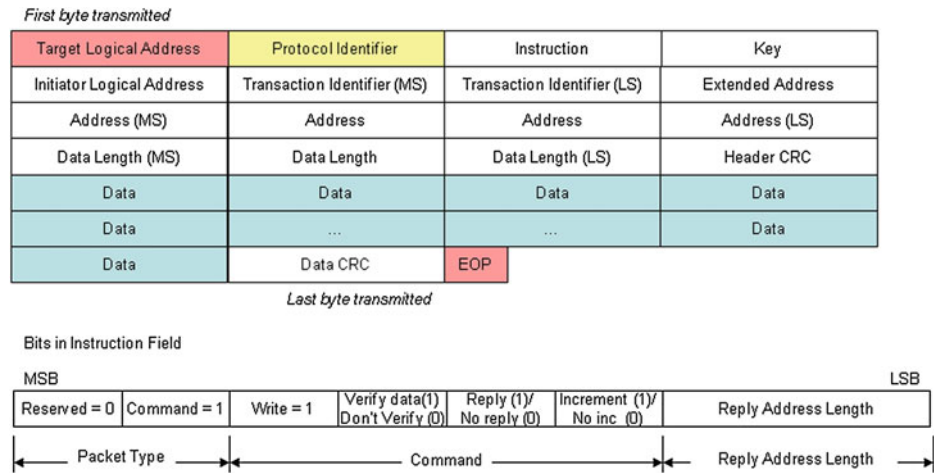 First byte transmitted
Target Logical Address Protocol Identifier Instruction Key
Initiator Logical Address Transaction Identifier (MS) Transaction Identifier (LS) Extended Address
Address (MS) Address Address Address (LS)
Data Length (MS) Data Length Data Length (LS) Header CRC
Data Data Data Data
Data ... ... Data
Data Data CRC EOP
Last byte transmitted
Bits in Instruction Field
MSB LSB
Reserved = 0 Command = 1 Write = 1 Verify data(1) Reply (1)/ Increment (1)/ Reply Address Length
Don't Verify (0) No reply (0) No inc (0)
Packet Type Command Reply Address Length